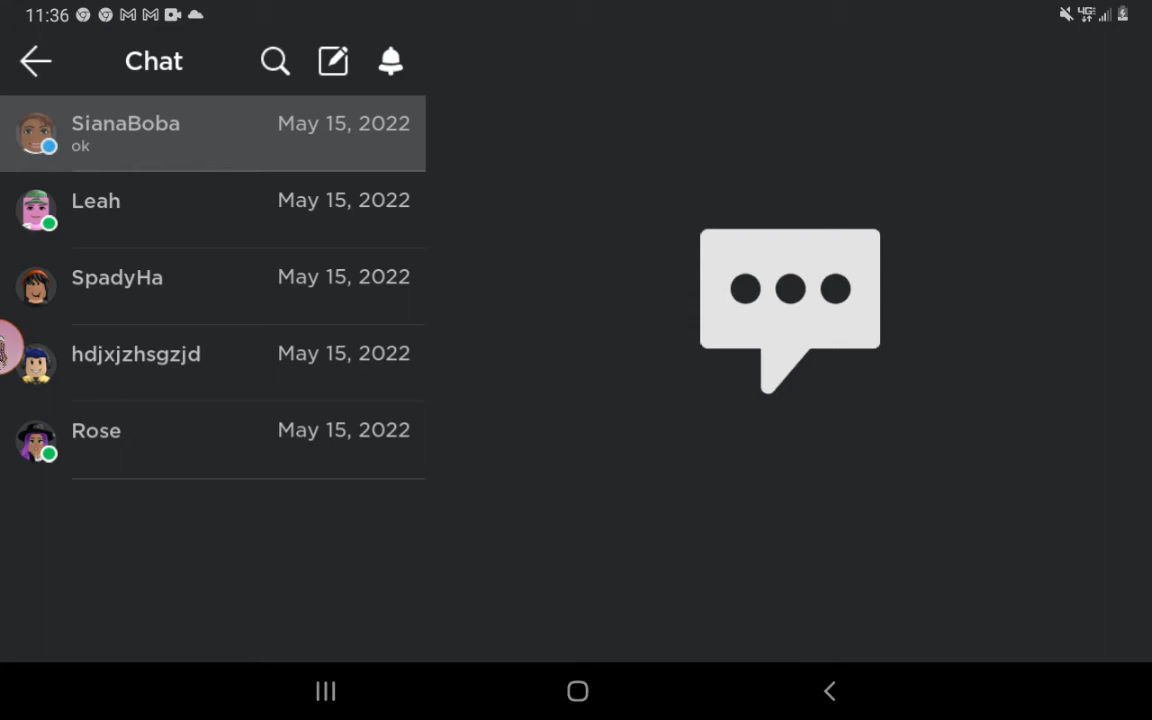 11:36
4GE
Chat
SianaBoba May 15, 2022
ok
Leah May 15, 2022
SpadyHa May 15, 2022
hdjxjzhsgzjd May 15, 2022
Rose May 15, 2022